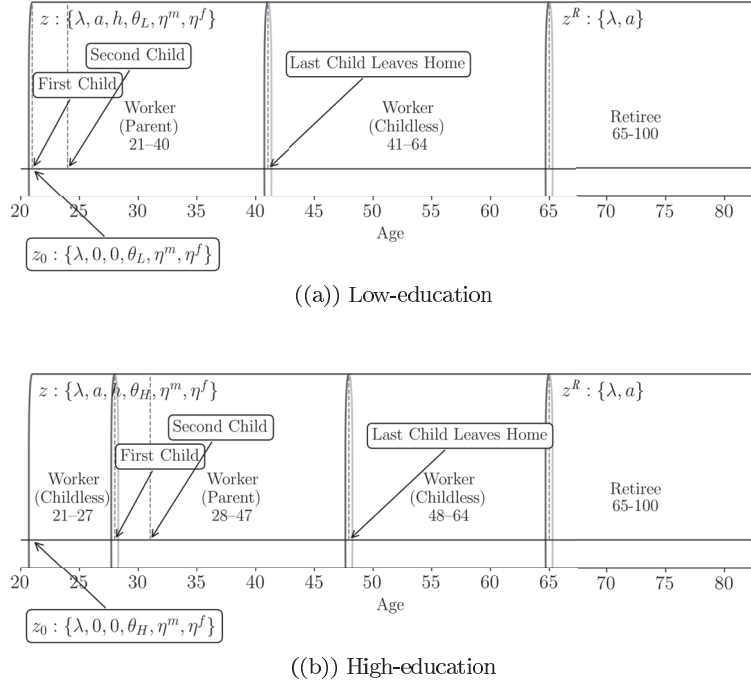 z : {λ, a, h, θ_L, η^m, η^f}
z^R : {λ, a}
Second Child
First Child
Last Child Leaves Home
Worker
(Parent)
21–40
Worker
(Childless)
41–64
Retiree
65-100
20 25 30 35 40 45 50 55 60 65 70 75 80
Age
z_0 : {λ, 0, 0, θ_L, η^m, η^f}
((a)) Low-education
z : {λ, a, h, θ_H, η^m, η^f}
z^R : {λ, a}
Second Child
First Child
Last Child Leaves Home
Worker
(Childless)
21–27
Worker
(Parent)
28–47
Worker
(Childless)
48–64
Retiree
65-100
20 25 30 35 40 45 50 55 60 65 70 75 80
Age
z_0 : {λ, 0, 0, θ_H, η^m, η^f}
((b)) High-education